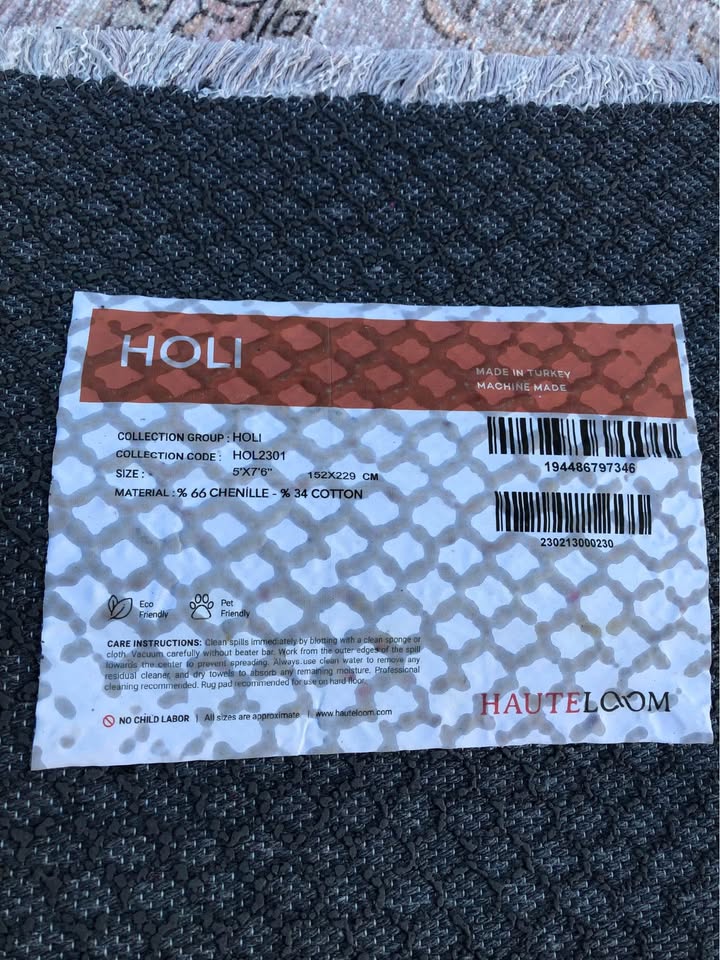 HOLI
MADE IN TURKEY
MACHINE MADE
COLLECTION GROUP : HOLI
COLLECTION CODE : HOL2301
SIZE : - 5'X7'6" 152X229 CM
MATERIAL : % 66 CHENİLLE - % 34 COTTON
194486797346
230213000230
Eco
Friendly
Pet
Friendly
CARE INSTRUCTIONS: Clean spills immediately by blotting with a clean sponge or
cloth. Vacuum carefully without beater bar. Work from the outer edges of the spill
towards the center to prevent spreading. Always use clean water to remove any
residual cleaner, and dry towels to absorb any remaining moisture. Professional
cleaning recommended. Rug pad recommended for use on hard floor.
NO CHILD LABOR | All sizes are approximate | www.hauteloom.com
HAUTELOOM